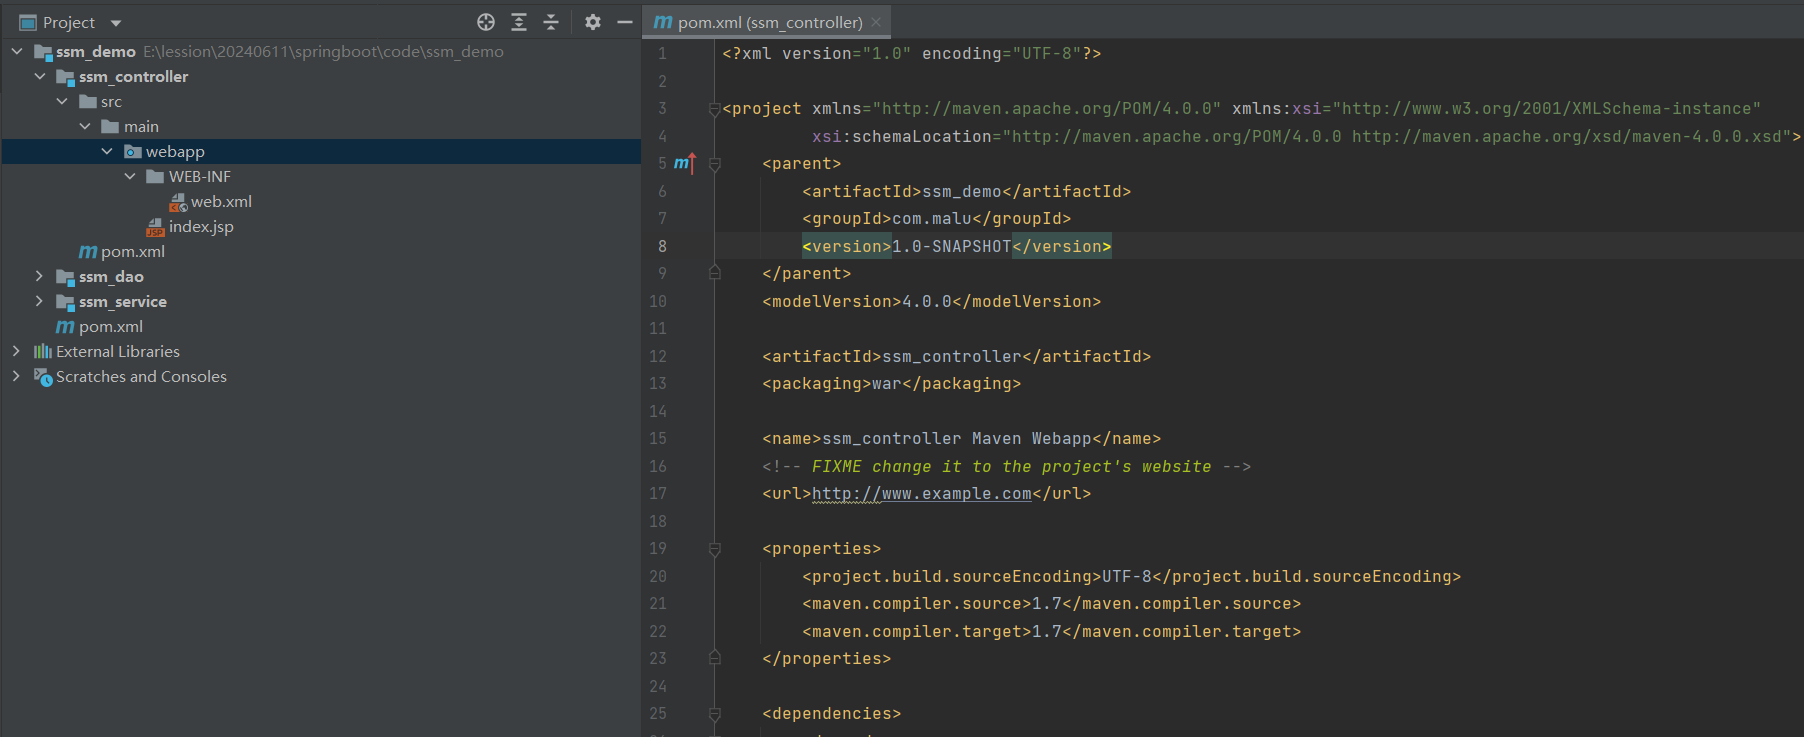 Project
ssm_demo E:\lession\20240611\springboot\code\ssm_demo
ssm_controller
src
main
webapp
WEB-INF
web.xml
index.jsp
pom.xml
ssm_dao
ssm_service
pom.xml
External Libraries
Scratches and Consoles
pom.xml (ssm_controller)
1 <?xml version="1.0" encoding="UTF-8"?>
2
3 <project xmlns="http://maven.apache.org/POM/4.0.0" xmlns:xsi="http://www.w3.org/2001/XMLSchema-instance"
4 xsi:schemaLocation="http://maven.apache.org/POM/4.0.0 http://maven.apache.org/xsd/maven-4.0.0.xsd">
5 <parent>
6 <artifactId>ssm_demo</artifactId>
7 <groupId>com.malu</groupId>
8 <version>1.0-SNAPSHOT</version>
9 </parent>
10 <modelVersion>4.0.0</modelVersion>
11
12 <artifactId>ssm_controller</artifactId>
13 <packaging>war</packaging>
14
15 <name>ssm_controller Maven Webapp</name>
16 <!-- FIXME change it to the project's website -->
17 <url>http://www.example.com</url>
18
19 <properties>
20 <project.build.sourceEncoding>UTF-8</project.build.sourceEncoding>
21 <maven.compiler.source>1.7</maven.compiler.source>
22 <maven.compiler.target>1.7</maven.compiler.target>
23 </properties>
24
25 <dependencies>